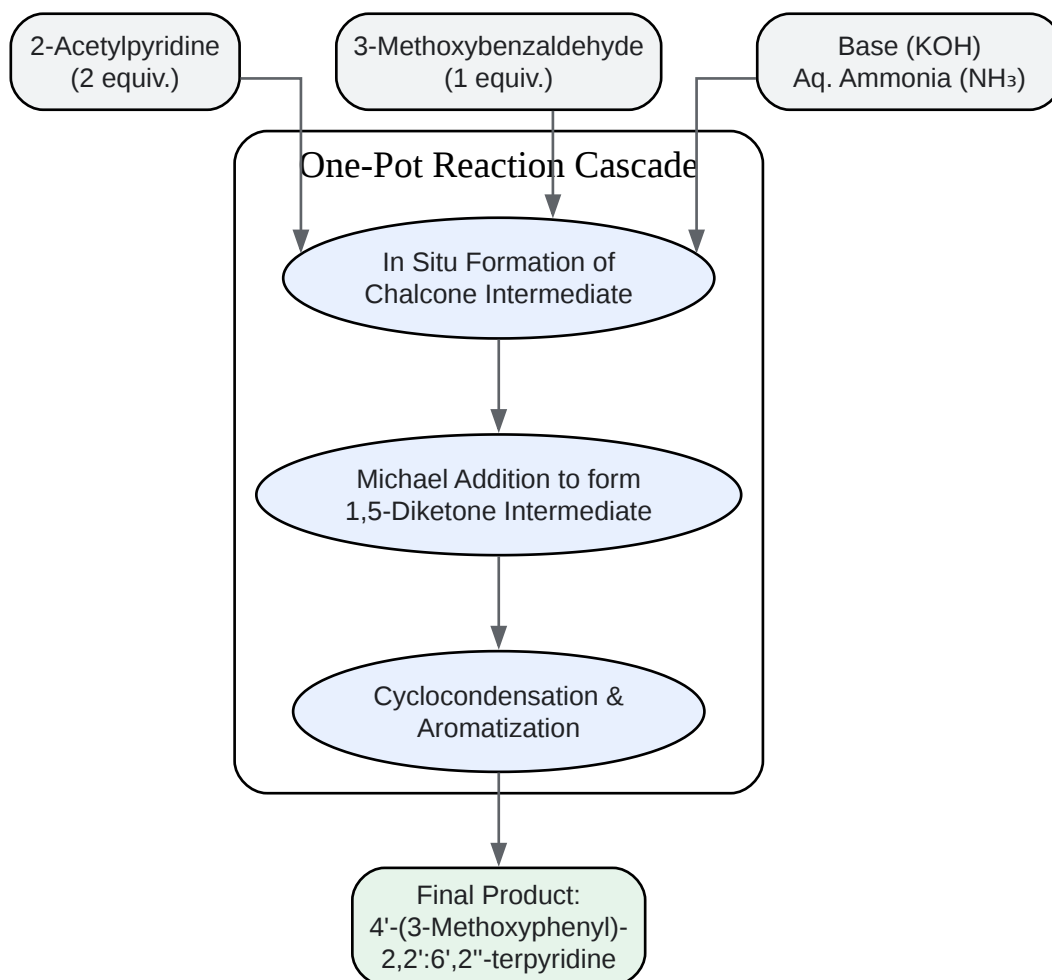 2-Acetylpyridine
(2 equiv.)
3-Methoxybenzaldehyde
(1 equiv.)
Base (KOH)
Aq. Ammonia (NH₃)
One-Pot Reaction Cascade
In Situ Formation of
Chalcone Intermediate
Michael Addition to form
1,5-Diketone Intermediate
Cyclocondensation &
Aromatization
Final Product:
4'-(3-Methoxyphenyl)-
2,2':6',2"-terpyridine